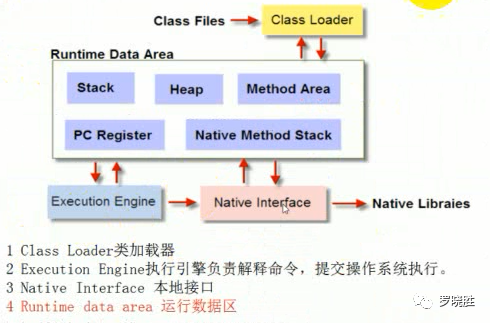 Class Files
Class Loader
Runtime Data Area
Stack
Heap
Method Area
PC Register
Native Method Stack
Execution Engine
Native Interface
Native Libraies
1 Class Loader类加载器
2 Execution Engine执行引擎负责解释命令，提交操作系统执行。
3 Native Interface 本地接口
4 Runtime data area 运行数据区
罗晓胜